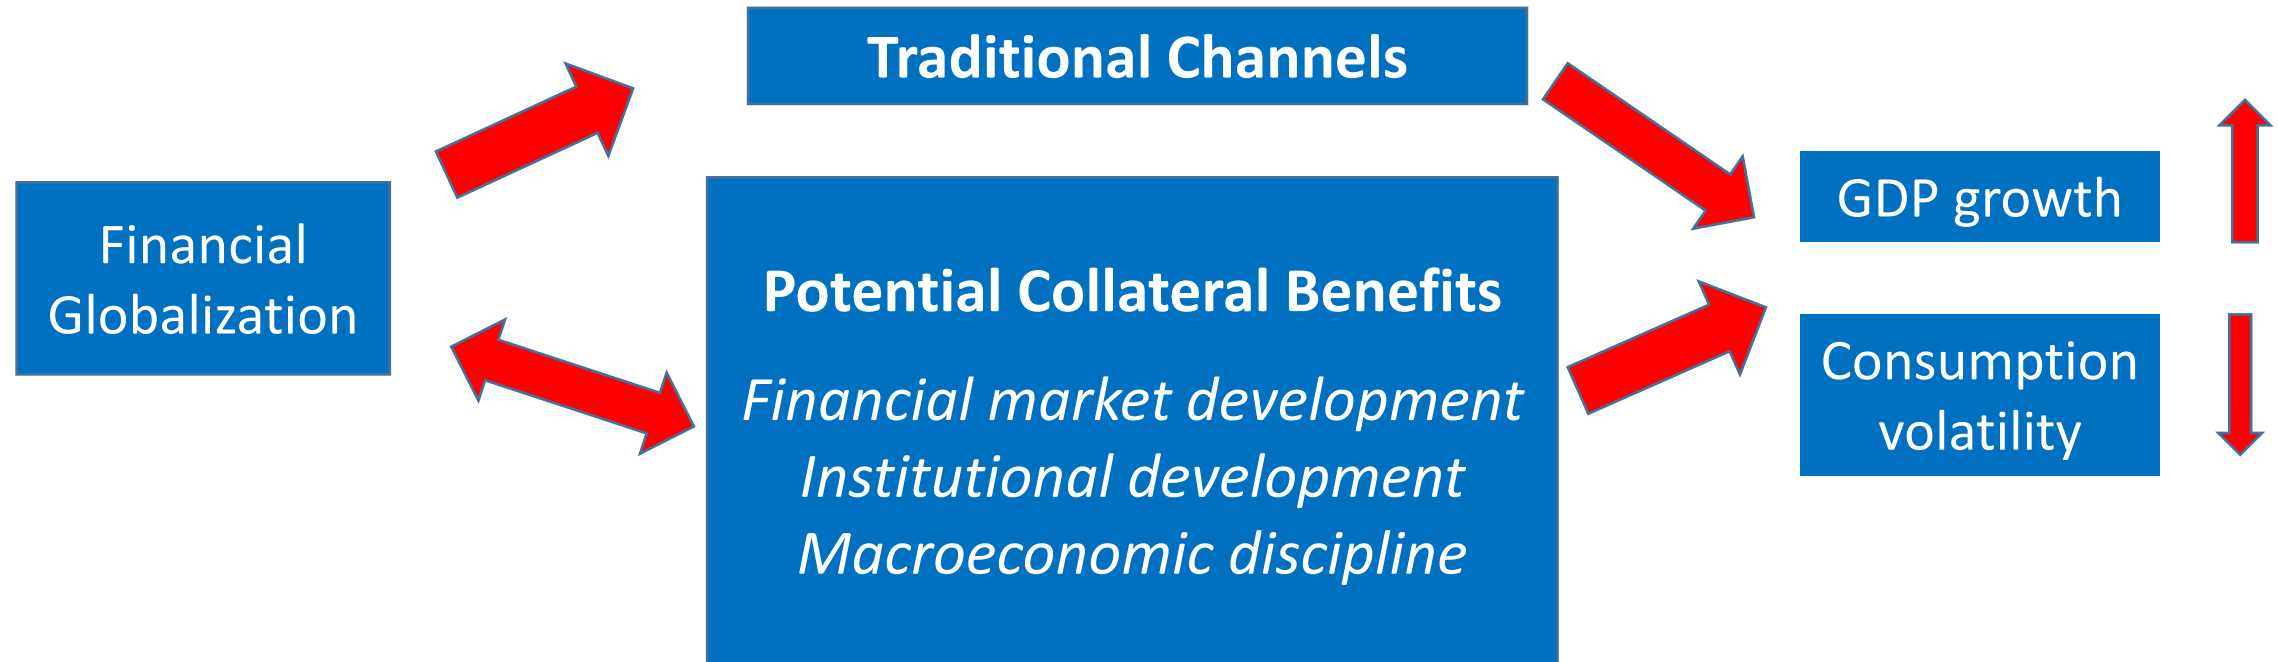 Traditional Channels
Financial
Globalization
Potential Collateral Benefits
Financial market development
Institutional development
Macroeconomic discipline
GDP growth
Consumption
volatility